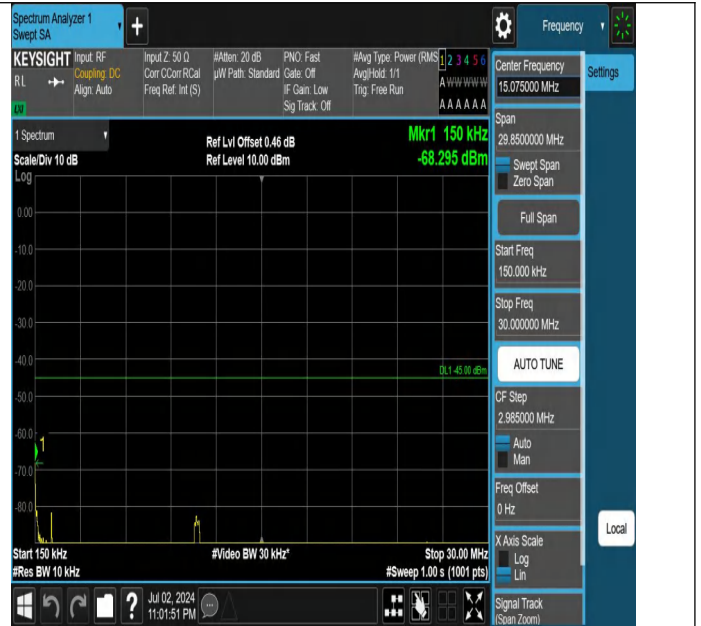 Spectrum Analyzer 1
Swept SA
+
Frequency
KEYSIGHT
RL
Input: RF
Coupling: DC
Align: Auto
Input Z: 50 Ω
Corr CCorr RCal
Freq Ref: Int (S)
#Atten: 20 dB
µW Path: Standard
PNO: Fast
Gate: Off
IF Gain: Low
Sig Track: Off
#Avg Type: Power (RMS
Avg|Hold: 1/1
Trig: Free Run
1 2 3 4 5 6
A W W W W W
A A A A A A
Settings
Center Frequency
15.075000 MHz
Span
29.8500000 MHz
Swept Span
Zero Span
Full Span
Start Freq
150.000 kHz
Stop Freq
30.000000 MHz
AUTO TUNE
CF Step
2.985000 MHz
Auto
Man
Freq Offset
0 Hz
X Axis Scale
Log
Lin
Signal Track
(Span Zoom)
Local
1 Spectrum
Scale/Div 10 dB
Ref Lvl Offset 0.46 dB
Ref Level 10.00 dBm
Mkr1 150 kHz
-68.295 dBm
Log
0.00
-10.0
-20.0
-30.0
-40.0
DL1 -45.00 dBm
-50.0
-60.0
1
-70.0
-80.0
Start 150 kHz
#Video BW 30 kHz*
Stop 30.00 MHz
#Res BW 10 kHz
#Sweep 1.00 s (1001 pts)
?
Jul 02, 2024
11:01:51 PM